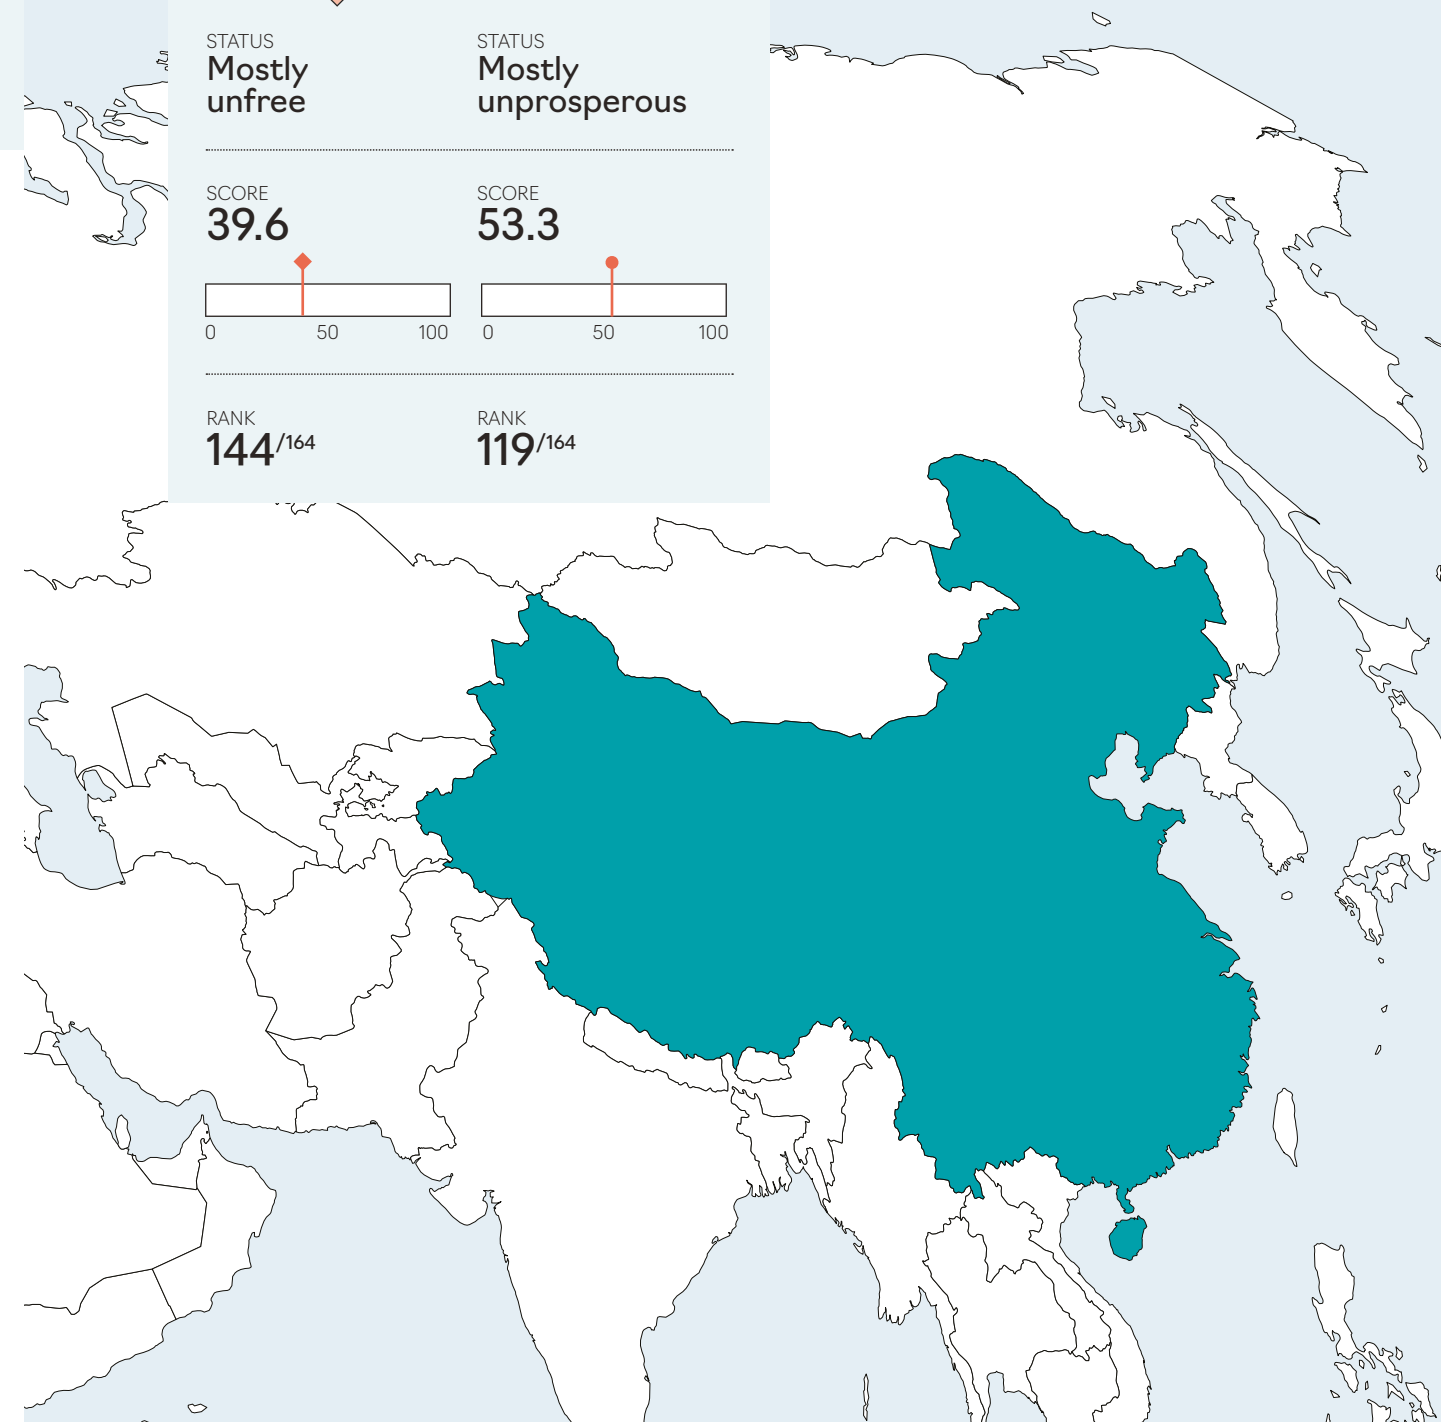 STATUS
Mostly
unfree
STATUS
Mostly
unprosperous
SCORE
39.6
SCORE
53.3
0 50 100
0 50 100
RANK
144/164
RANK
119/164